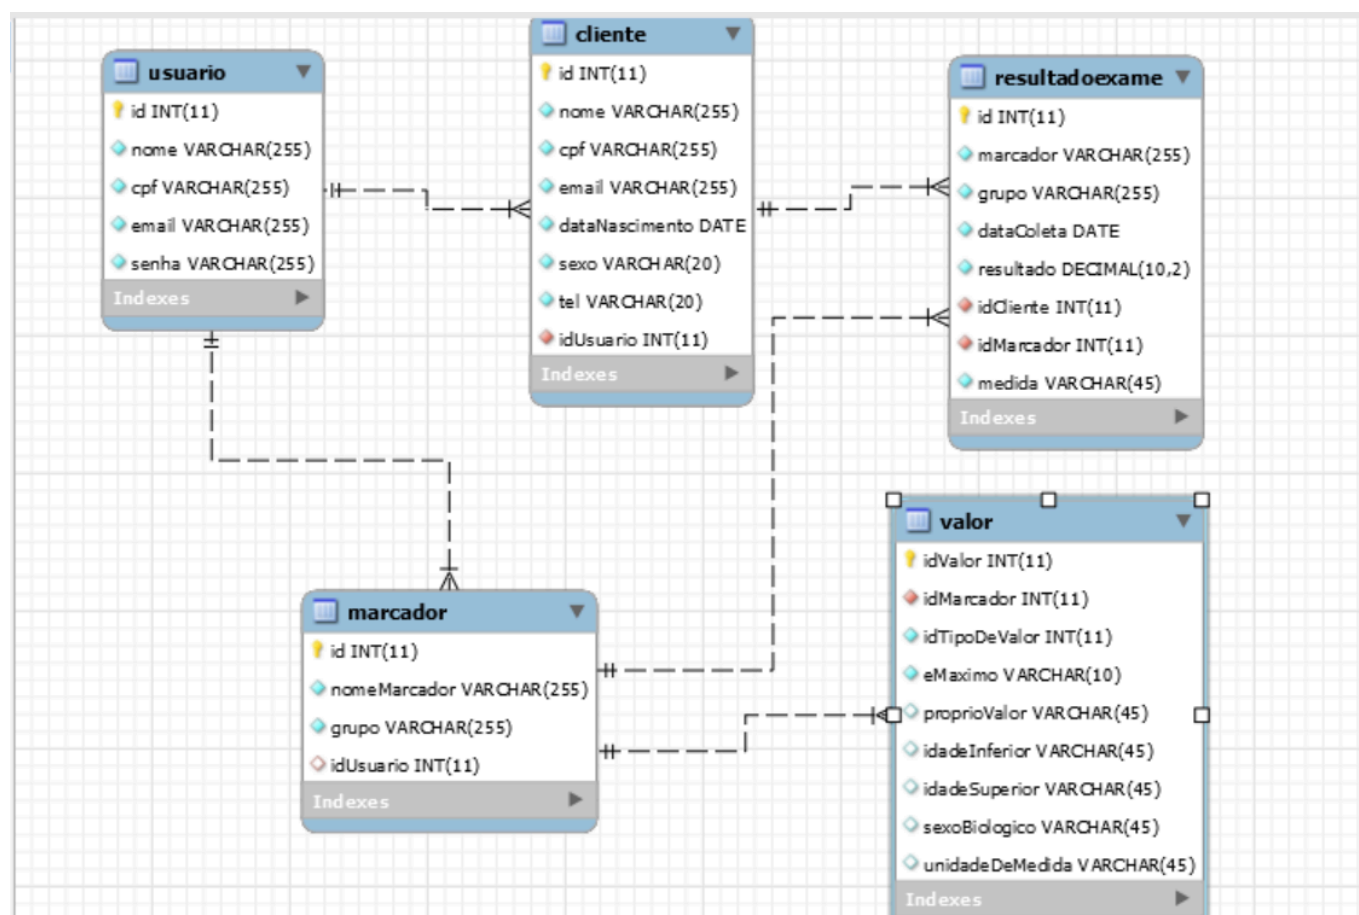 usuario
id INT(11)
nome VARCHAR(255)
cpf VARCHAR(255)
email VARCHAR(255)
senha VARCHAR(255)
Indexes
cliente
id INT(11)
nome VARCHAR(255)
cpf VARCHAR(255)
email VARCHAR(255)
dataNascimento DATE
sexo VARCHAR(20)
tel VARCHAR(20)
idUsuario INT(11)
Indexes
resultadoexame
id INT(11)
marcador VARCHAR(255)
grupo VARCHAR(255)
dataColeta DATE
resultado DECIMAL(10,2)
idCliente INT(11)
idMarcador INT(11)
medida VARCHAR(45)
Indexes
marcador
id INT(11)
nomeMarcador VARCHAR(255)
grupo VARCHAR(255)
idUsuario INT(11)
Indexes
valor
idValor INT(11)
idMarcador INT(11)
idTipoDeValor INT(11)
eMaximo VARCHAR(10)
proprioValor VARCHAR(45)
idadeInferior VARCHAR(45)
idadeSuperior VARCHAR(45)
sexoBiologico VARCHAR(45)
unidadeDeMedida VARCHAR(45)
Indexes